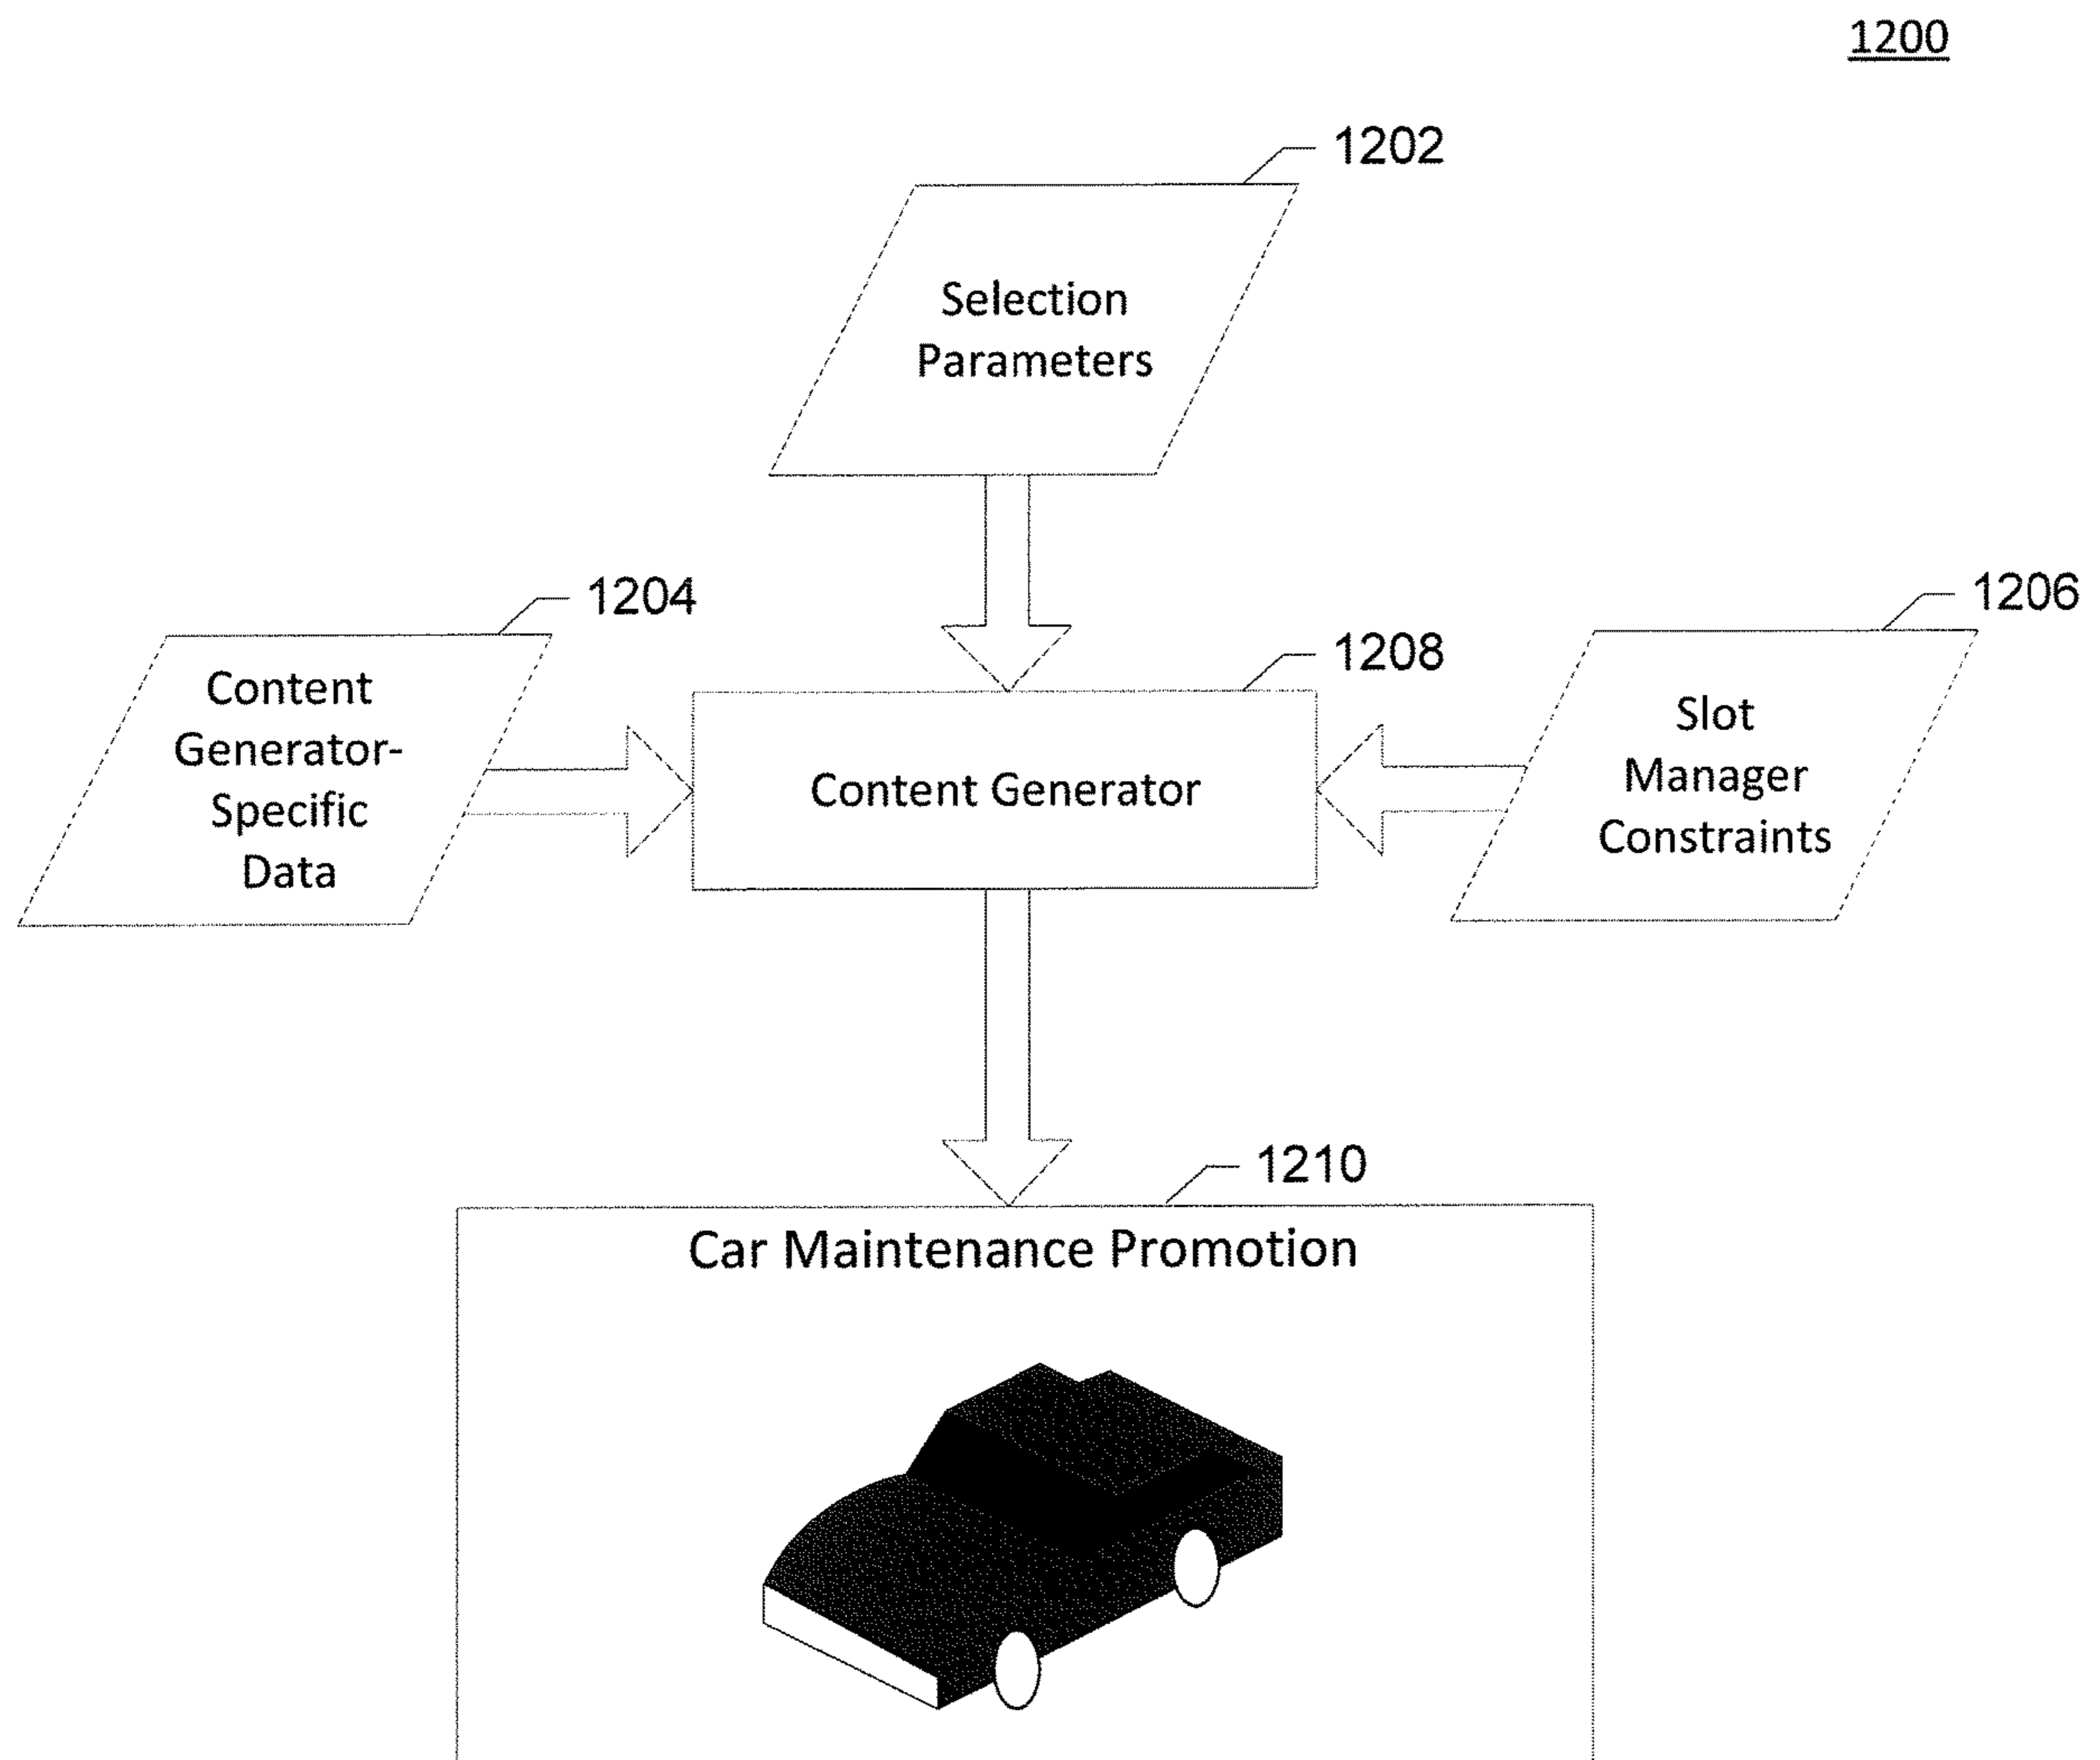 1200
1202
Selection
Parameters
1204
Content
Generator-
Specific
Data
1208
Content Generator
1206
Slot
Manager
Constraints
1210
Car Maintenance Promotion